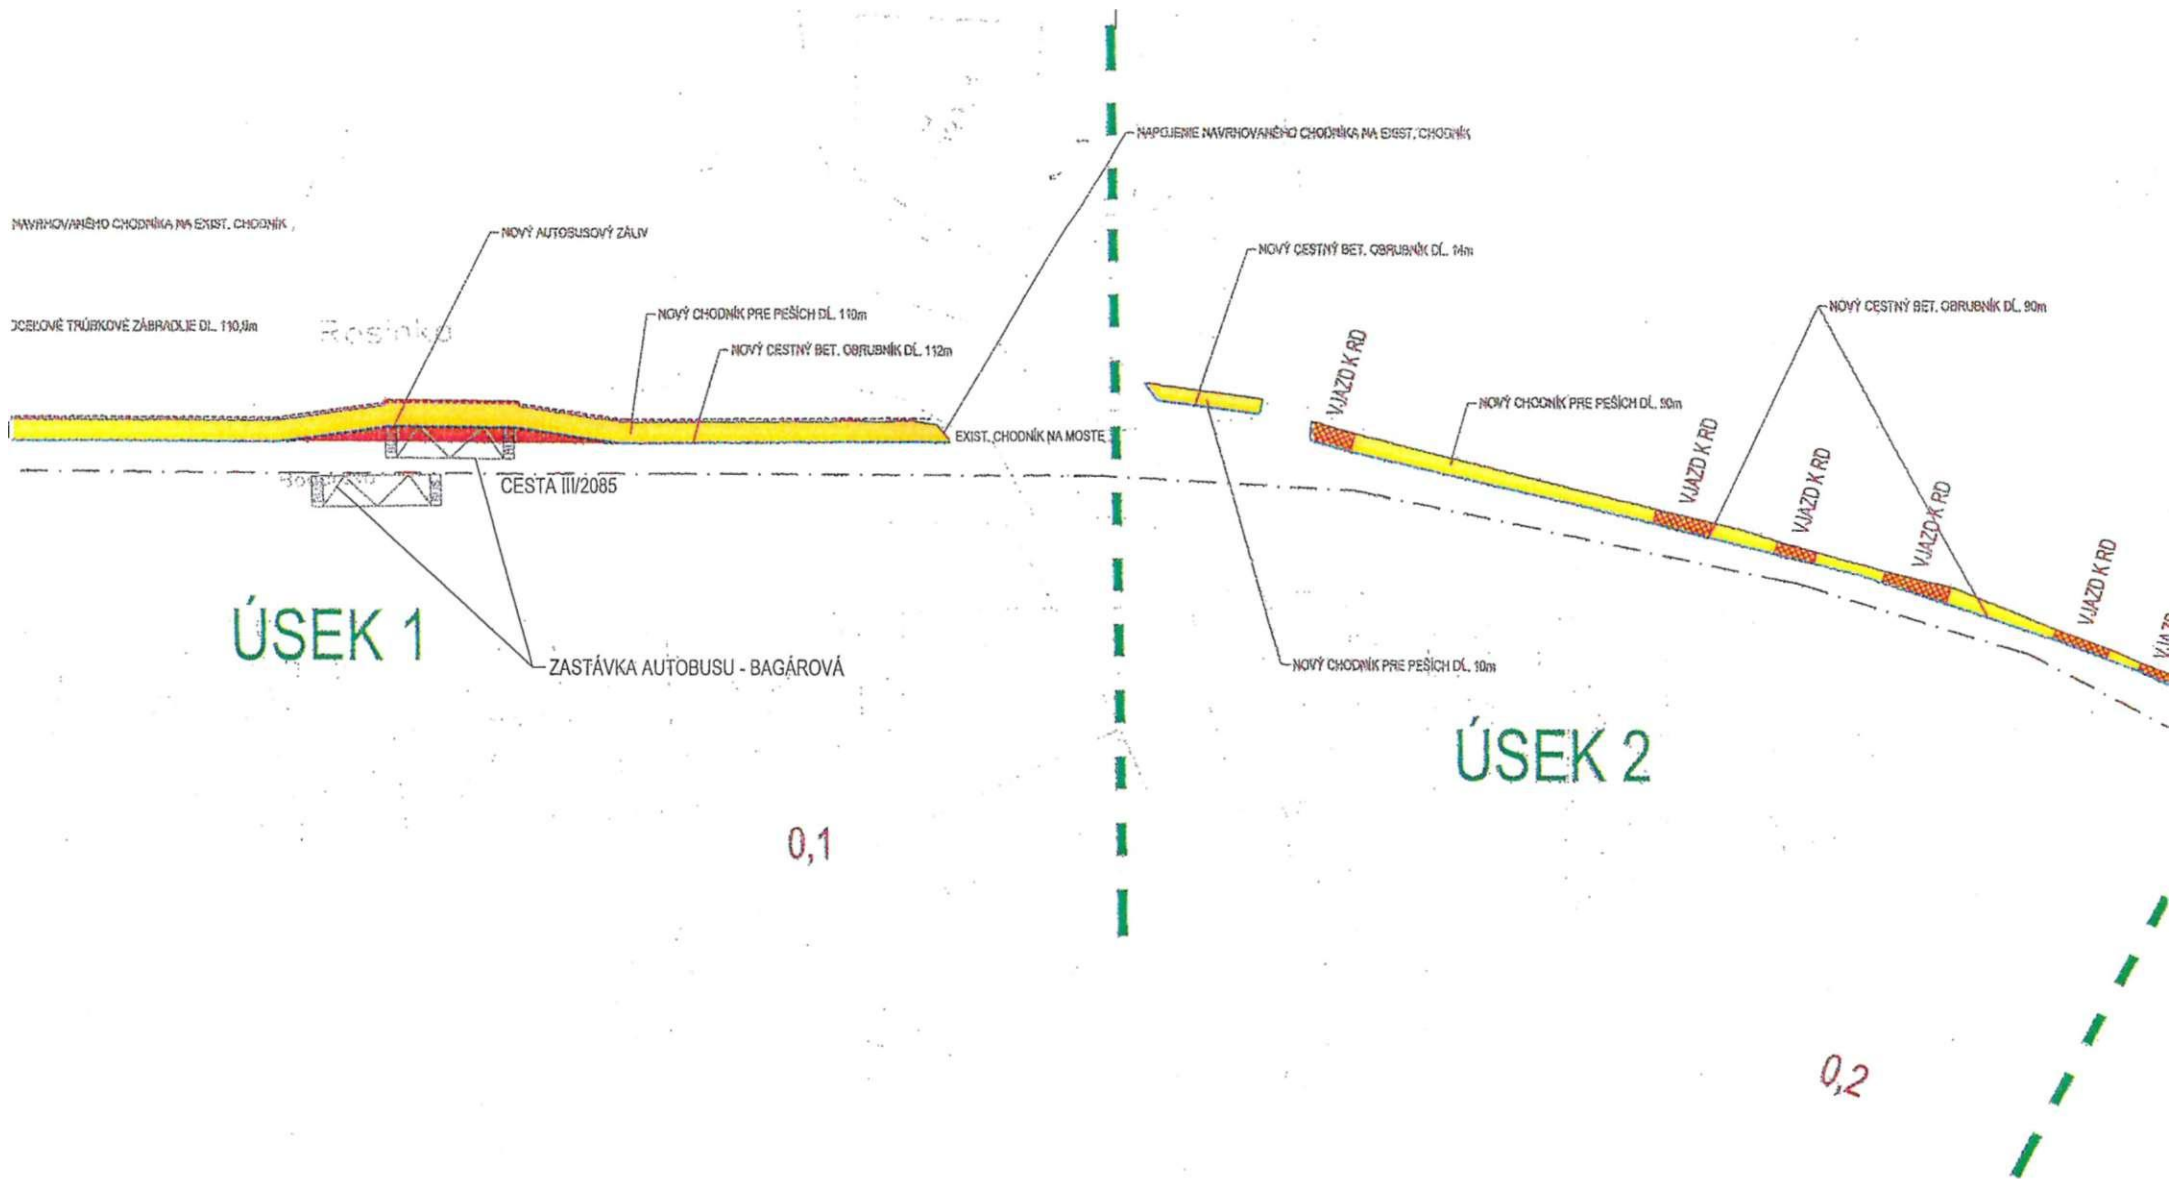 NAPOJENIE NAVRHOVANÉHO CHODNÍKA NA EXIST. CHODNÍK
NAVRHOVANÉHO CHODNÍKA NA EXIST. CHODNÍK
NOVÝ AUTOBUSOVÝ ZÁLIV
NOVÝ CESTNÝ BET. OBRUBNÍK DĹ. 14m
NOVÝ CESTNÝ BET. OBRUBNÍK DĹ. 90m
NOVÝ CHODNÍK PRE PEŠÍCH DĹ. 110m
OCEĽOVÉ TRÚBKOVÉ ZÁBRADLIE DL. 110,9m
Rosinka
NOVÝ CESTNÝ BET. OBRUBNÍK DĹ. 112m
VJAZD K RD
NOVÝ CHODNÍK PRE PEŠÍCH DĹ. 90m
EXIST. CHODNÍK NA MOSTE
VJAZD K RD
VJAZD K RD
VJAZD K RD
VJAZD K RD
VJAZD
CESTA III/2085
ÚSEK 1
ZASTÁVKA AUTOBUSU - BAGÁROVÁ
NOVÝ CHODNÍK PRE PEŠÍCH DĹ. 10m
ÚSEK 2
0,1
0,2